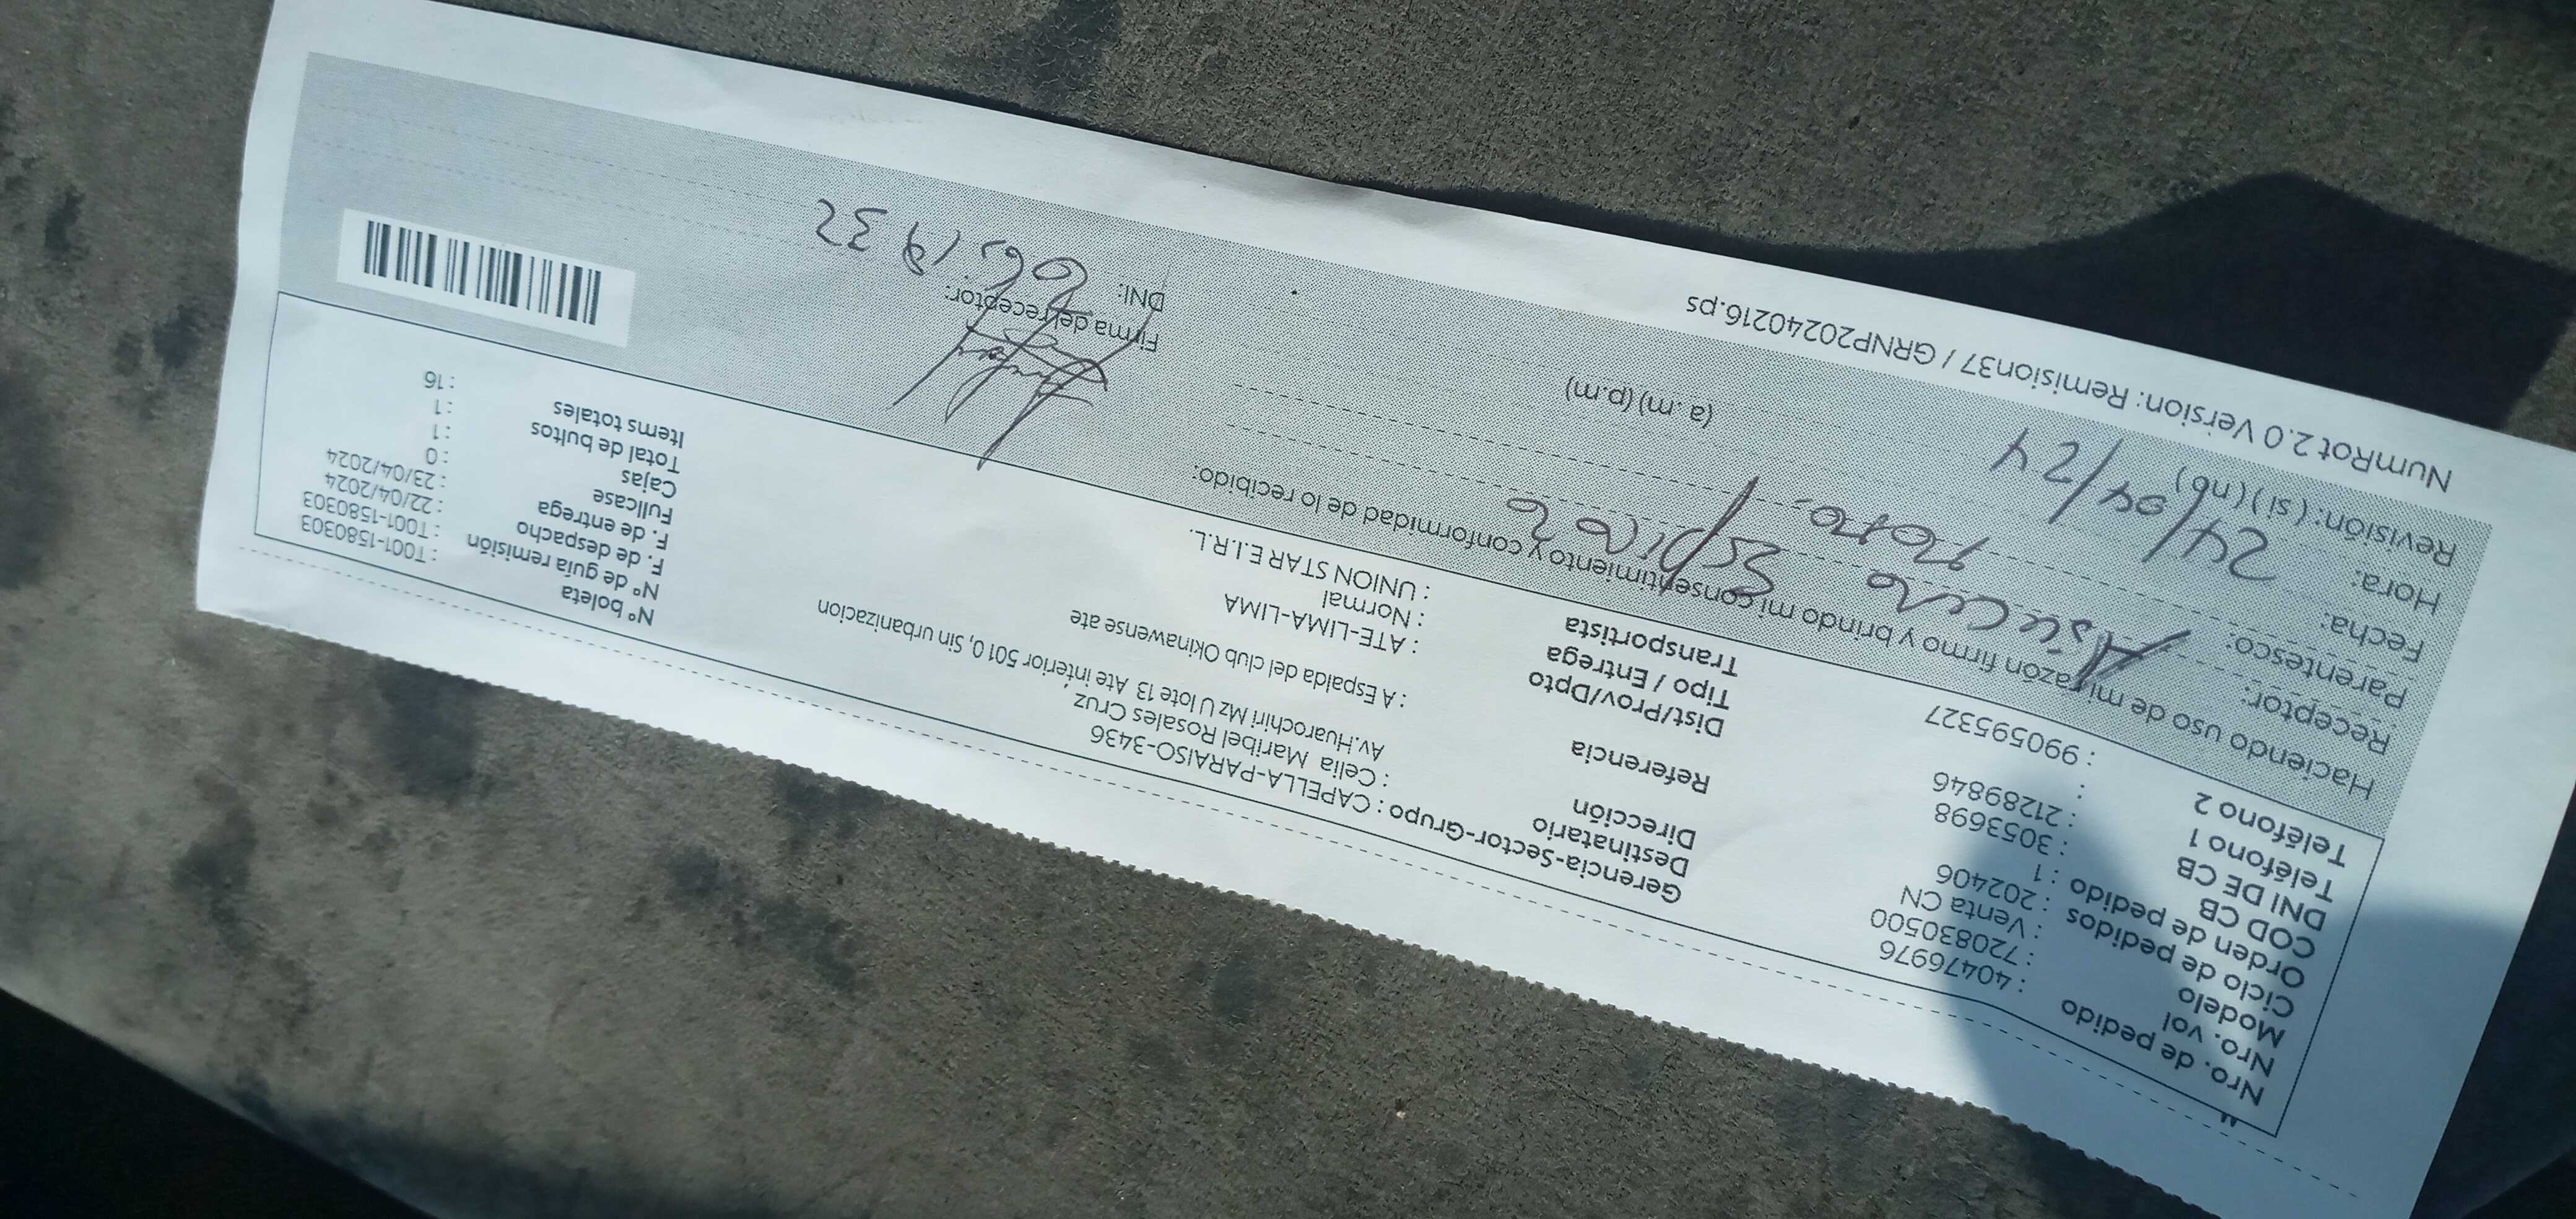 Nro. de pedido : 40476976
Nro. vol : 720830500
Modelo : Venta CN
Ciclo de pedidos : 202406
Orden de pedido : 1
COD CB : 3053698
DNI DE CB : 21289846
Teléfono 1 :
Teléfono 2 : 990595327
Gerencia-Sector-Grupo : CAPELLA-PARAISO-3436
Destinatario : Celia Maribel Rosales Cruz
Dirección
Av.Huarochiri Mz U lote 13 Ate interior 501 0, Sin urbanizacion
Referencia : A Espalda del club Okinawense ate
Dist/Prov/Dpto : ATE-LIMA-LIMA
Tipo / Entrega : Normal
Transportista : UNION STAR E.I.R.L.
N° boleta : T001-1580303
N° de guía remisión : T001-1580303
F. de despacho : 22/04/2024
F. de entrega : 23/04/2024
Fullcase : 0
Cajas : 1
Total de bultos : 1
Items totales : 16
Haciendo uso de mi razón firmo y brindo mi consentimiento y conformidad de lo recibido:
Receptor:
Parentesco:
Fecha: 24/04/24
Hora: (a.m) (p.m)
Revisión: (si) (no)
Firma del receptor:
DNI:
NumRot 2.0 Version: Remision37 / GRNP20240216.ps